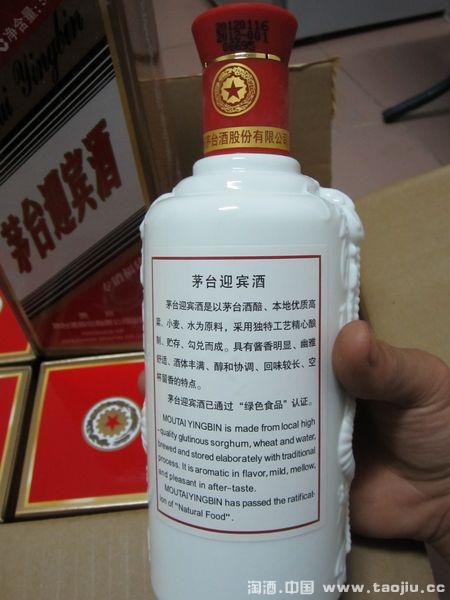 20120116
2012-001
茅台酒股份有限公司
Yingbin
茅台迎宾酒
茅台迎宾酒
茅台迎宾酒是以茅台酒醅、本地优质高
粱、小麦、水为原料，采用独特工艺精心酿
制、贮存、勾兑而成。具有酱香明显、幽雅
舒适、酒体丰满、醇和协调、回味较长、空
杯留香的特点。
茅台迎宾酒已通过“绿色食品”认证。
MOUTAIYINGBIN is made from local high
-quality glutinous sorghum, wheat and water,
brewed and stored elaborately with traditional
process. It is aromatic in flavor, mild, mellow,
and pleasant in after-taste.
MOUTAIYINGBIN has passed the ratificat-
ion of "Natural Food".
淘酒.中国 www.taojiu.cc